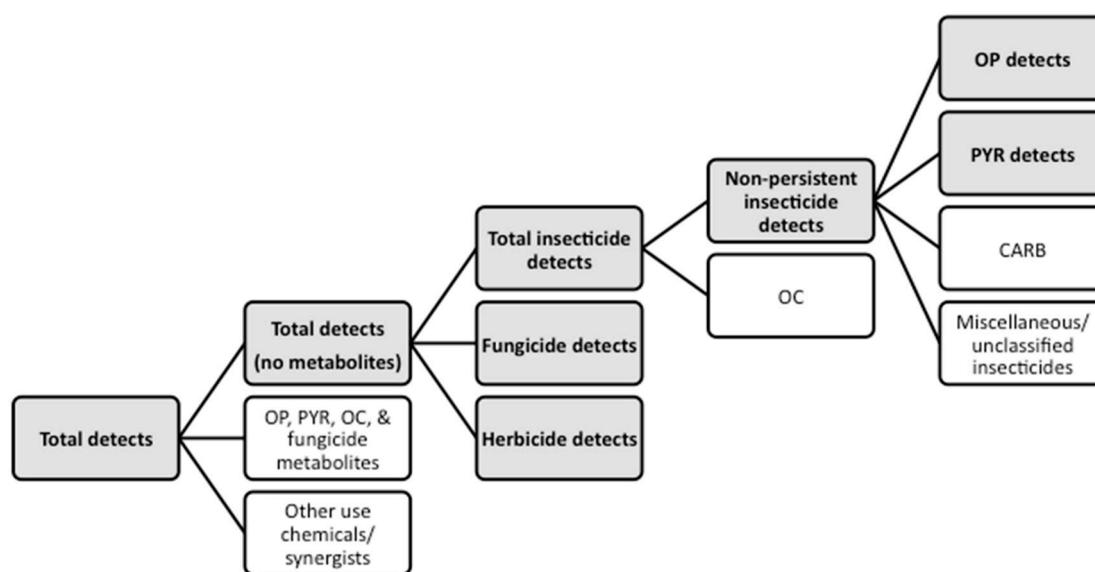 Total detects
Total detects
(no metabolites)
OP, PYR, OC, &
fungicide
metabolites
Other use
chemicals/
synergists
Total insecticide
detects
Fungicide detects
Herbicide detects
Non-persistent
insecticide
detects
OC
OP detects
PYR detects
CARB
Miscellaneous/
unclassified
insecticides